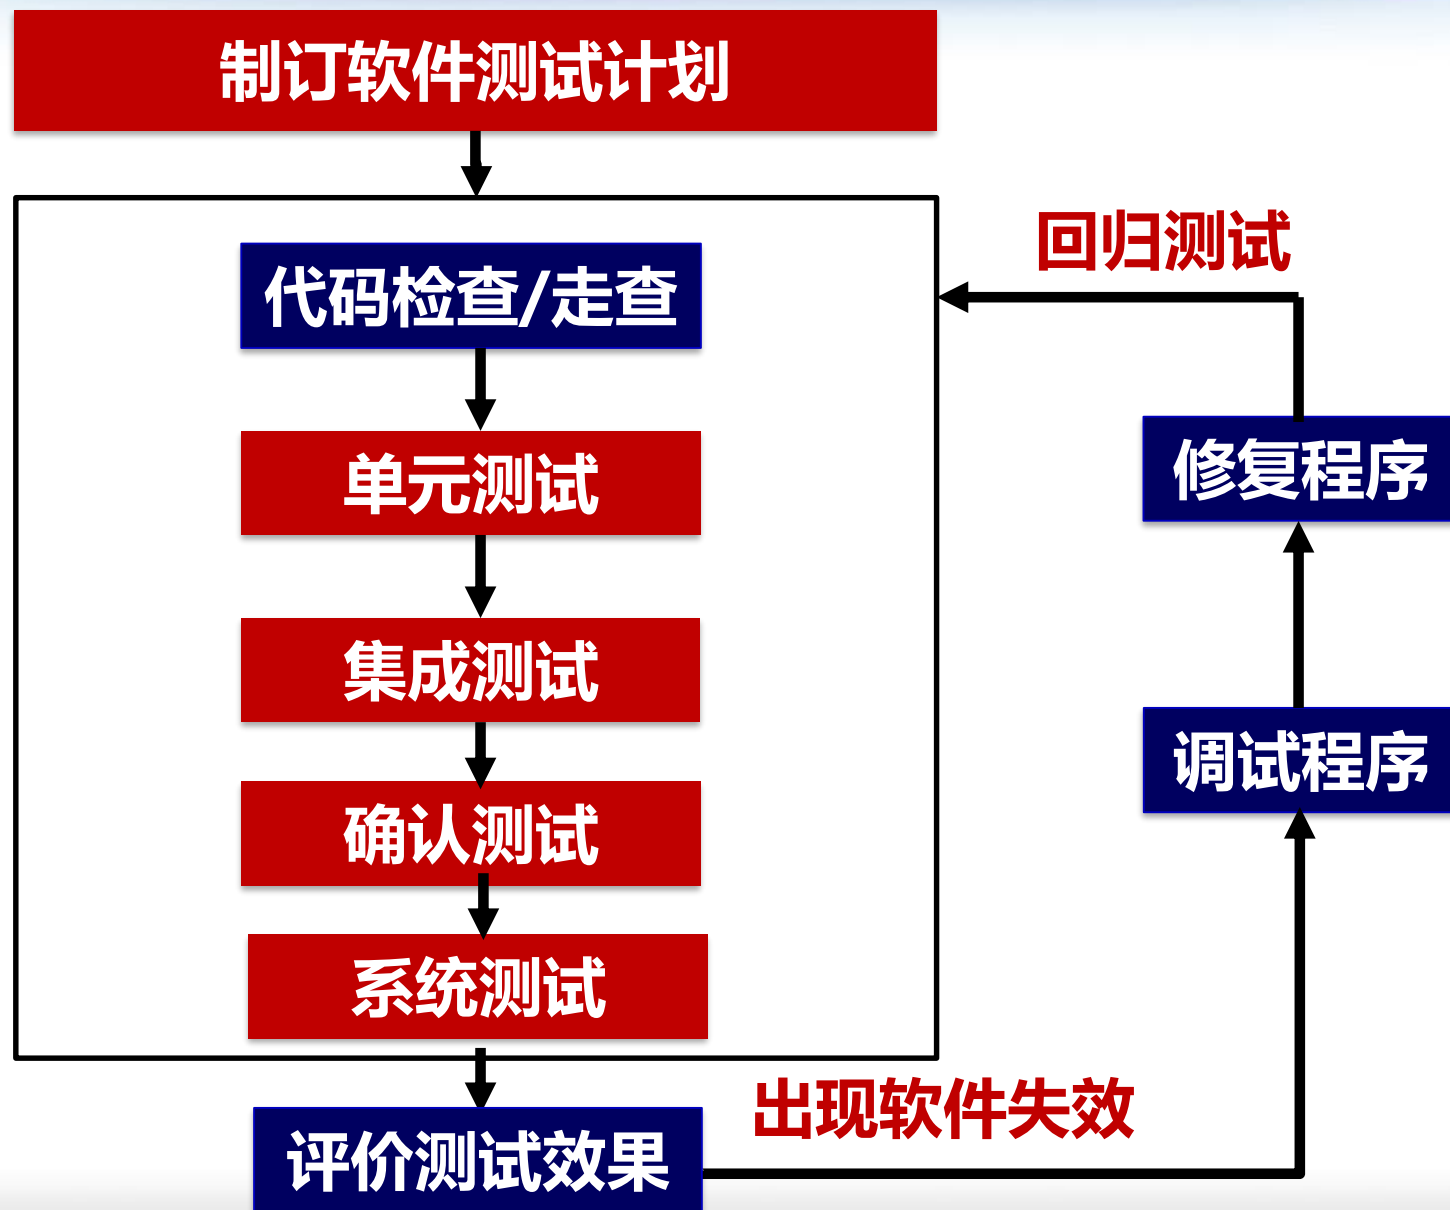 制订软件测试计划
代码检查/走查
单元测试
集成测试
确认测试
系统测试
评价测试效果
出现软件失效
调试程序
修复程序
回归测试